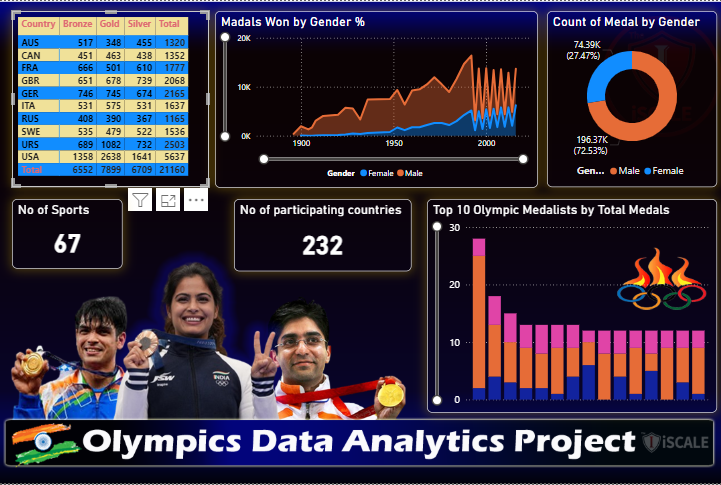 Country Bronze Gold Silver Total
AUS 517 348 455 1320
CAN 451 463 438 1352
FRA 666 501 610 1777
GBR 651 678 739 2068
GER 746 745 674 2165
ITA 531 575 531 1637
RUS 408 390 367 1165
SWE 535 479 522 1536
URS 689 1082 732 2503
USA 1358 2638 1641 5637
Total 6552 7899 6709 21160
Madals Won by Gender %
20K
10K
0K
1900 1950 2000
Gender Female Male
Count of Medal by Gender
74.39K
(27.47%)
196.37K
(72.53%)
Gen... Male Female
No of Sports
67
No of participating countries
232
Top 10 Olympic Medalists by Total Medals
30
20
10
0
INDIA
Olympics Data Analytics Project
iSCALE